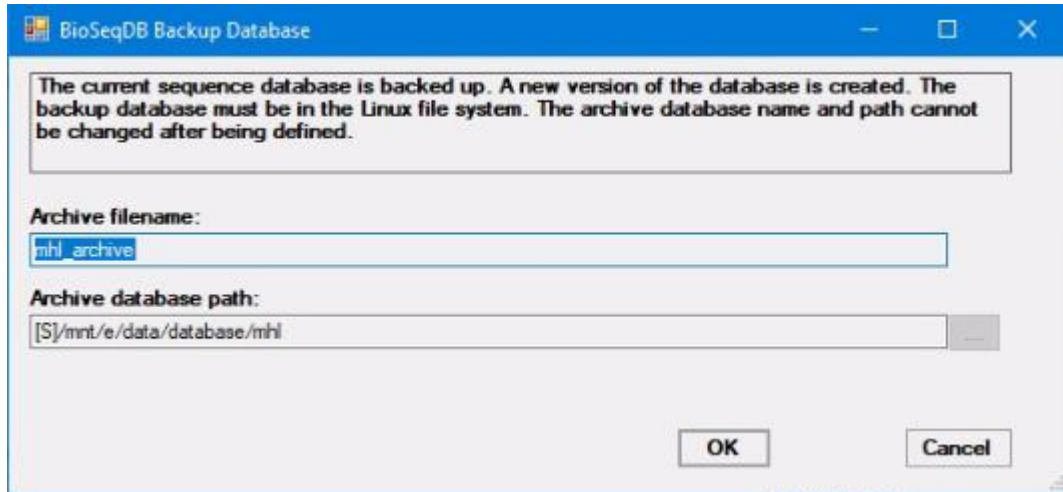 BioSeqDB Backup Database
The current sequence database is backed up. A new version of the database is created. The
backup database must be in the Linux file system. The archive database name and path cannot
be changed after being defined.
Archive filename:
mhl_archive
Archive database path:
[S]/mnt/e/data/database/mhl
...
OK
Cancel